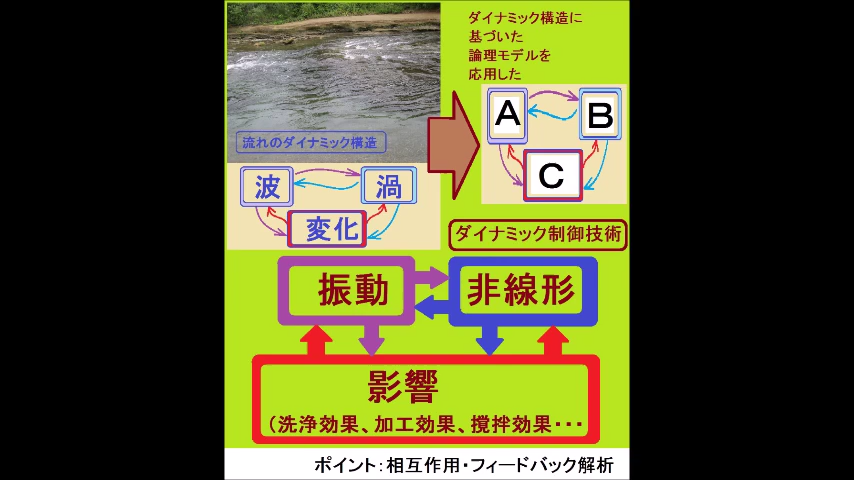 ダイナミック構造に
基づいた
論理モデルを
応用した
流れのダイナミック構造
A
B
C
波
渦
変化
ダイナミック制御技術
振動
非線形
影響
（洗浄効果、加工効果、撹拌効果・・・
ポイント：相互作用・フィードバック解析